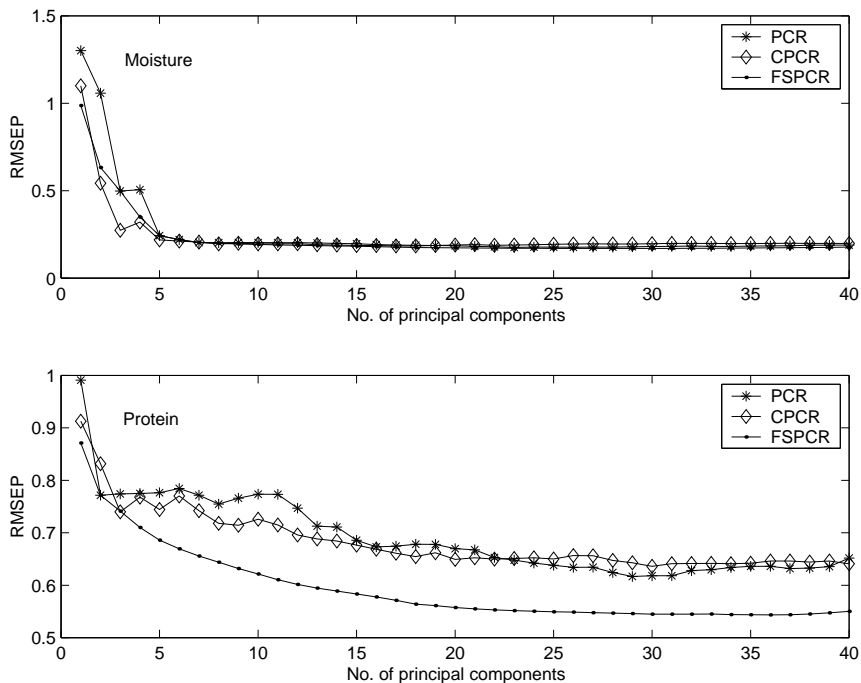 1.5
1
0.5
0
RMSEP
Moisture
PCR
CPCR
FSPCR
0 5 10 15 20 25 30 35 40
No. of principal components
1
0.9
0.8
0.7
0.6
0.5
RMSEP
Protein
PCR
CPCR
FSPCR
0 5 10 15 20 25 30 35 40
No. of principal components